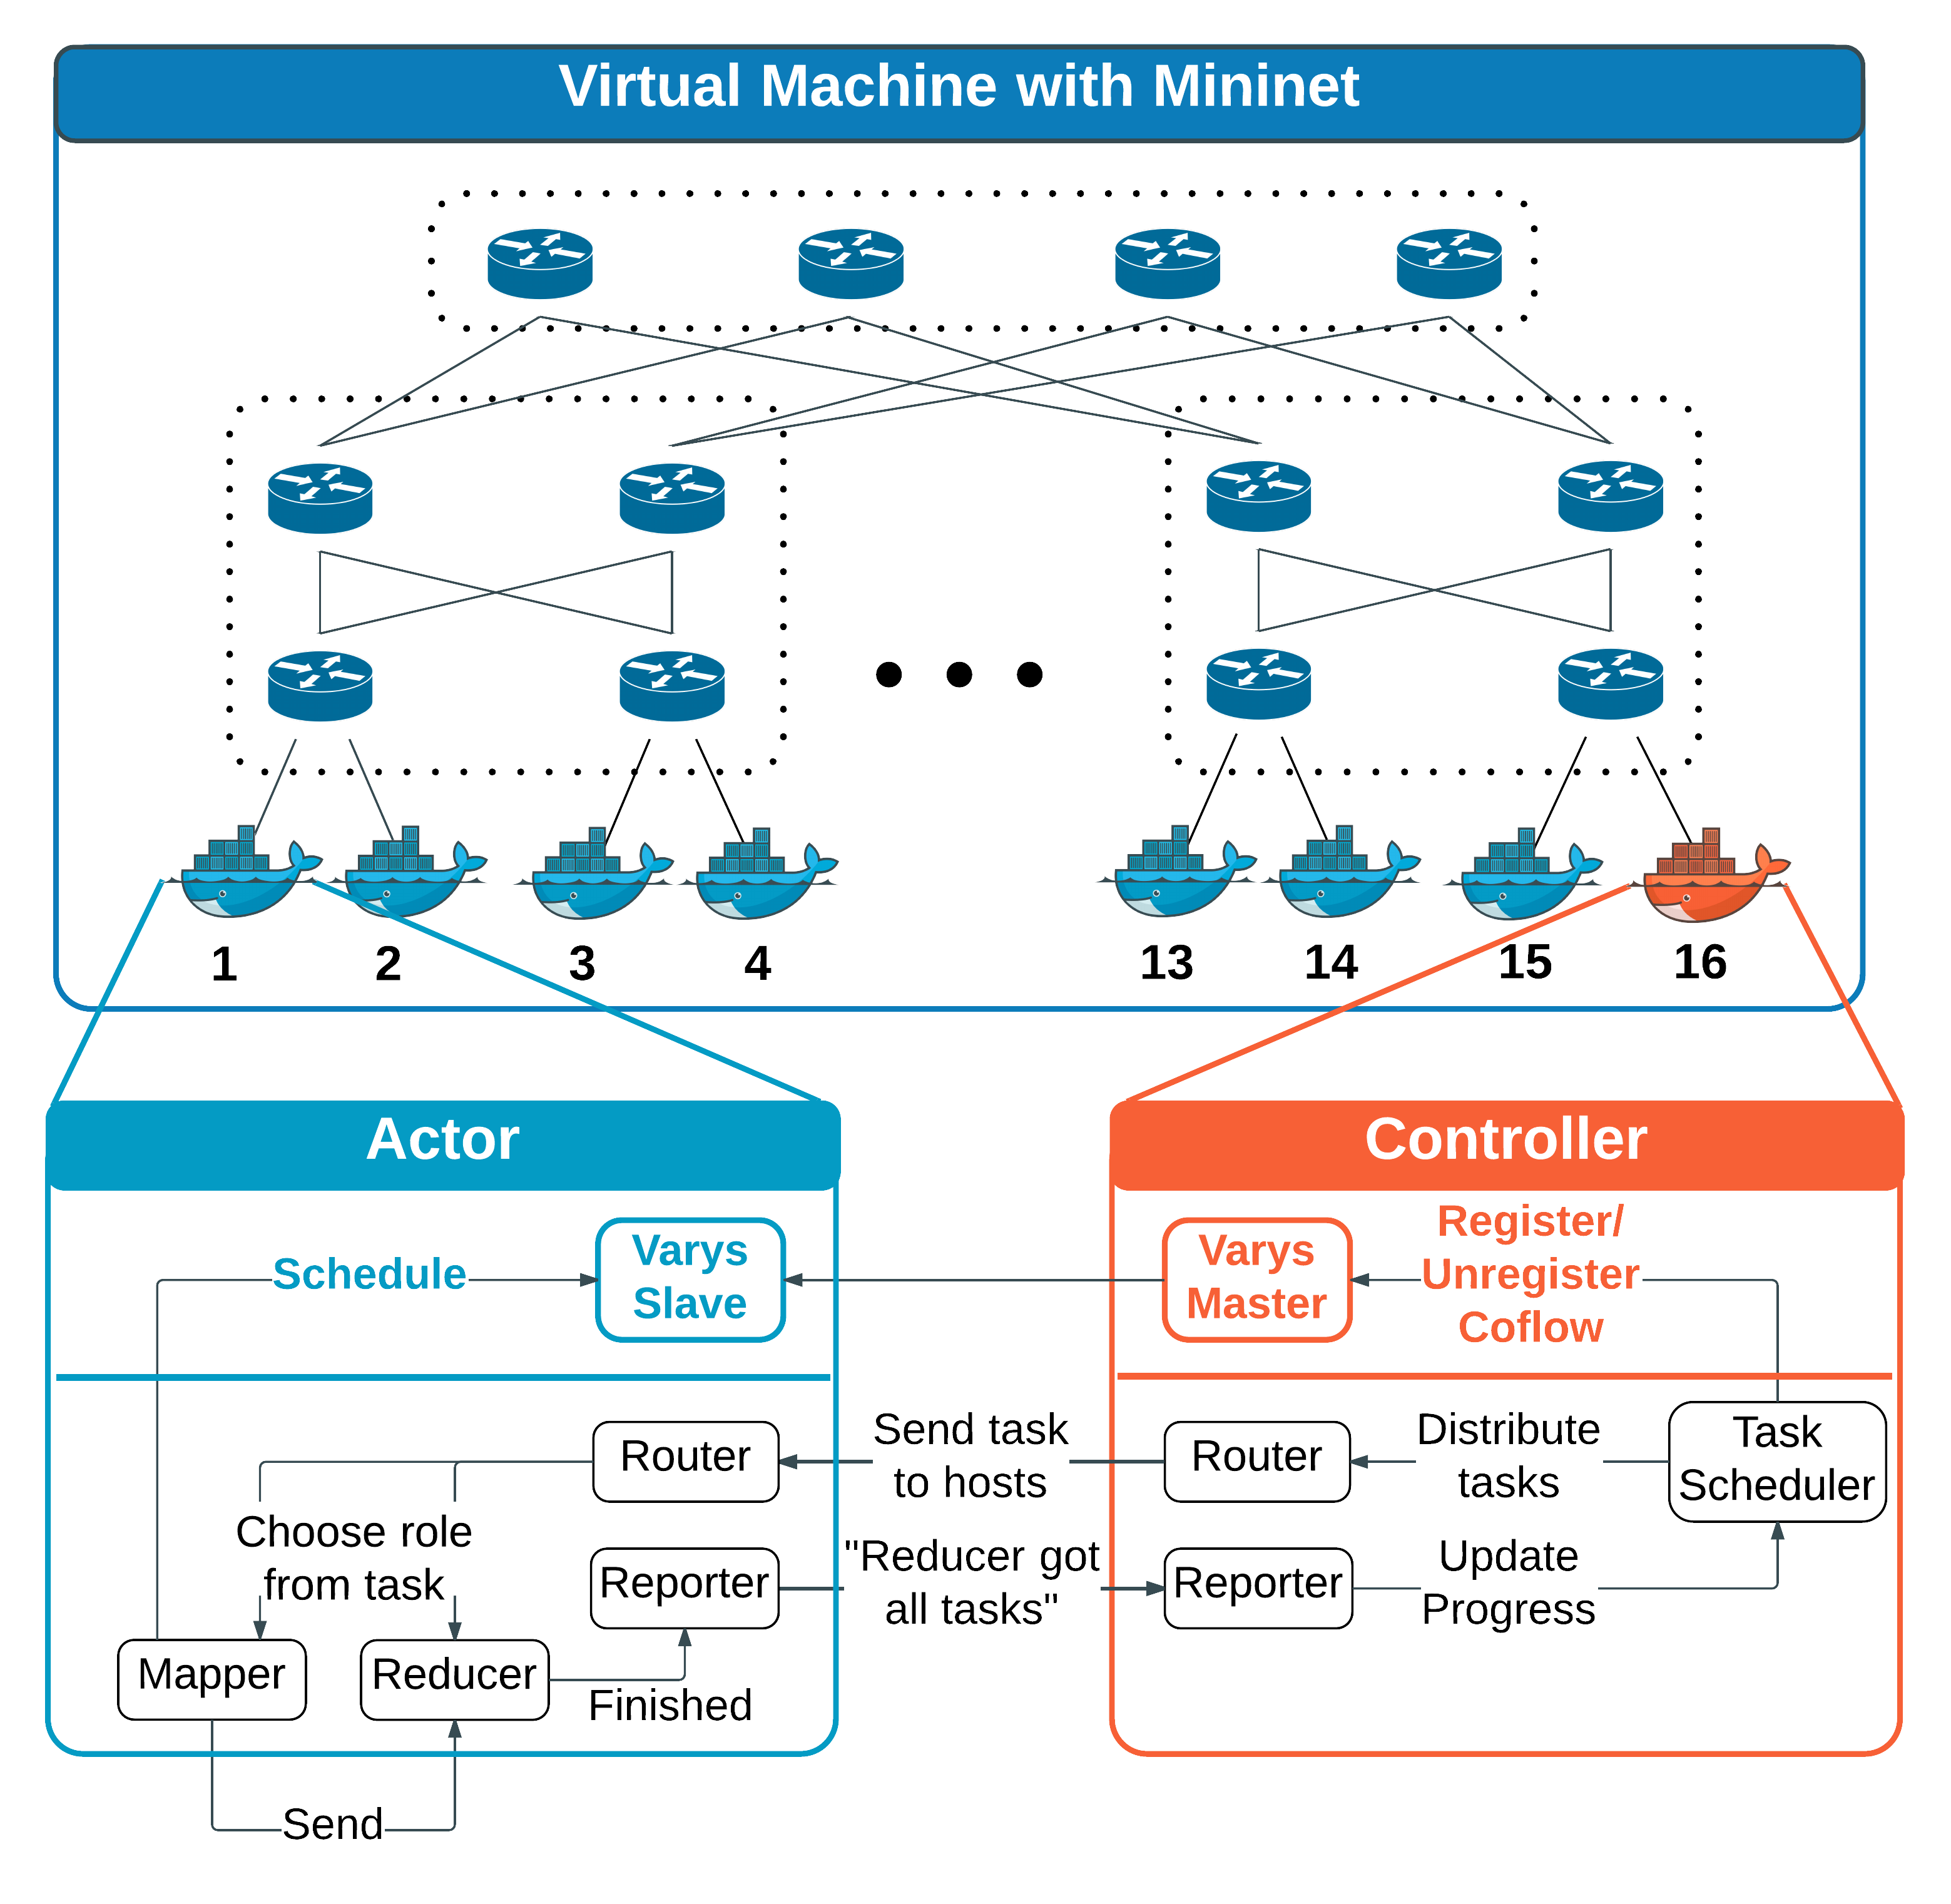 Virtual Machine with Mininet
1
2
3
4
13
14
15
16
Actor
Controller
Schedule
Varys
Slave
Varys
Master
Register/
Unregister
Coflow
Router
Send task
to hosts
Router
Distribute
tasks
Task
Scheduler
Choose role
from task
Reporter
"Reducer got
all tasks"
Reporter
Update
Progress
Mapper
Reducer
Finished
Send